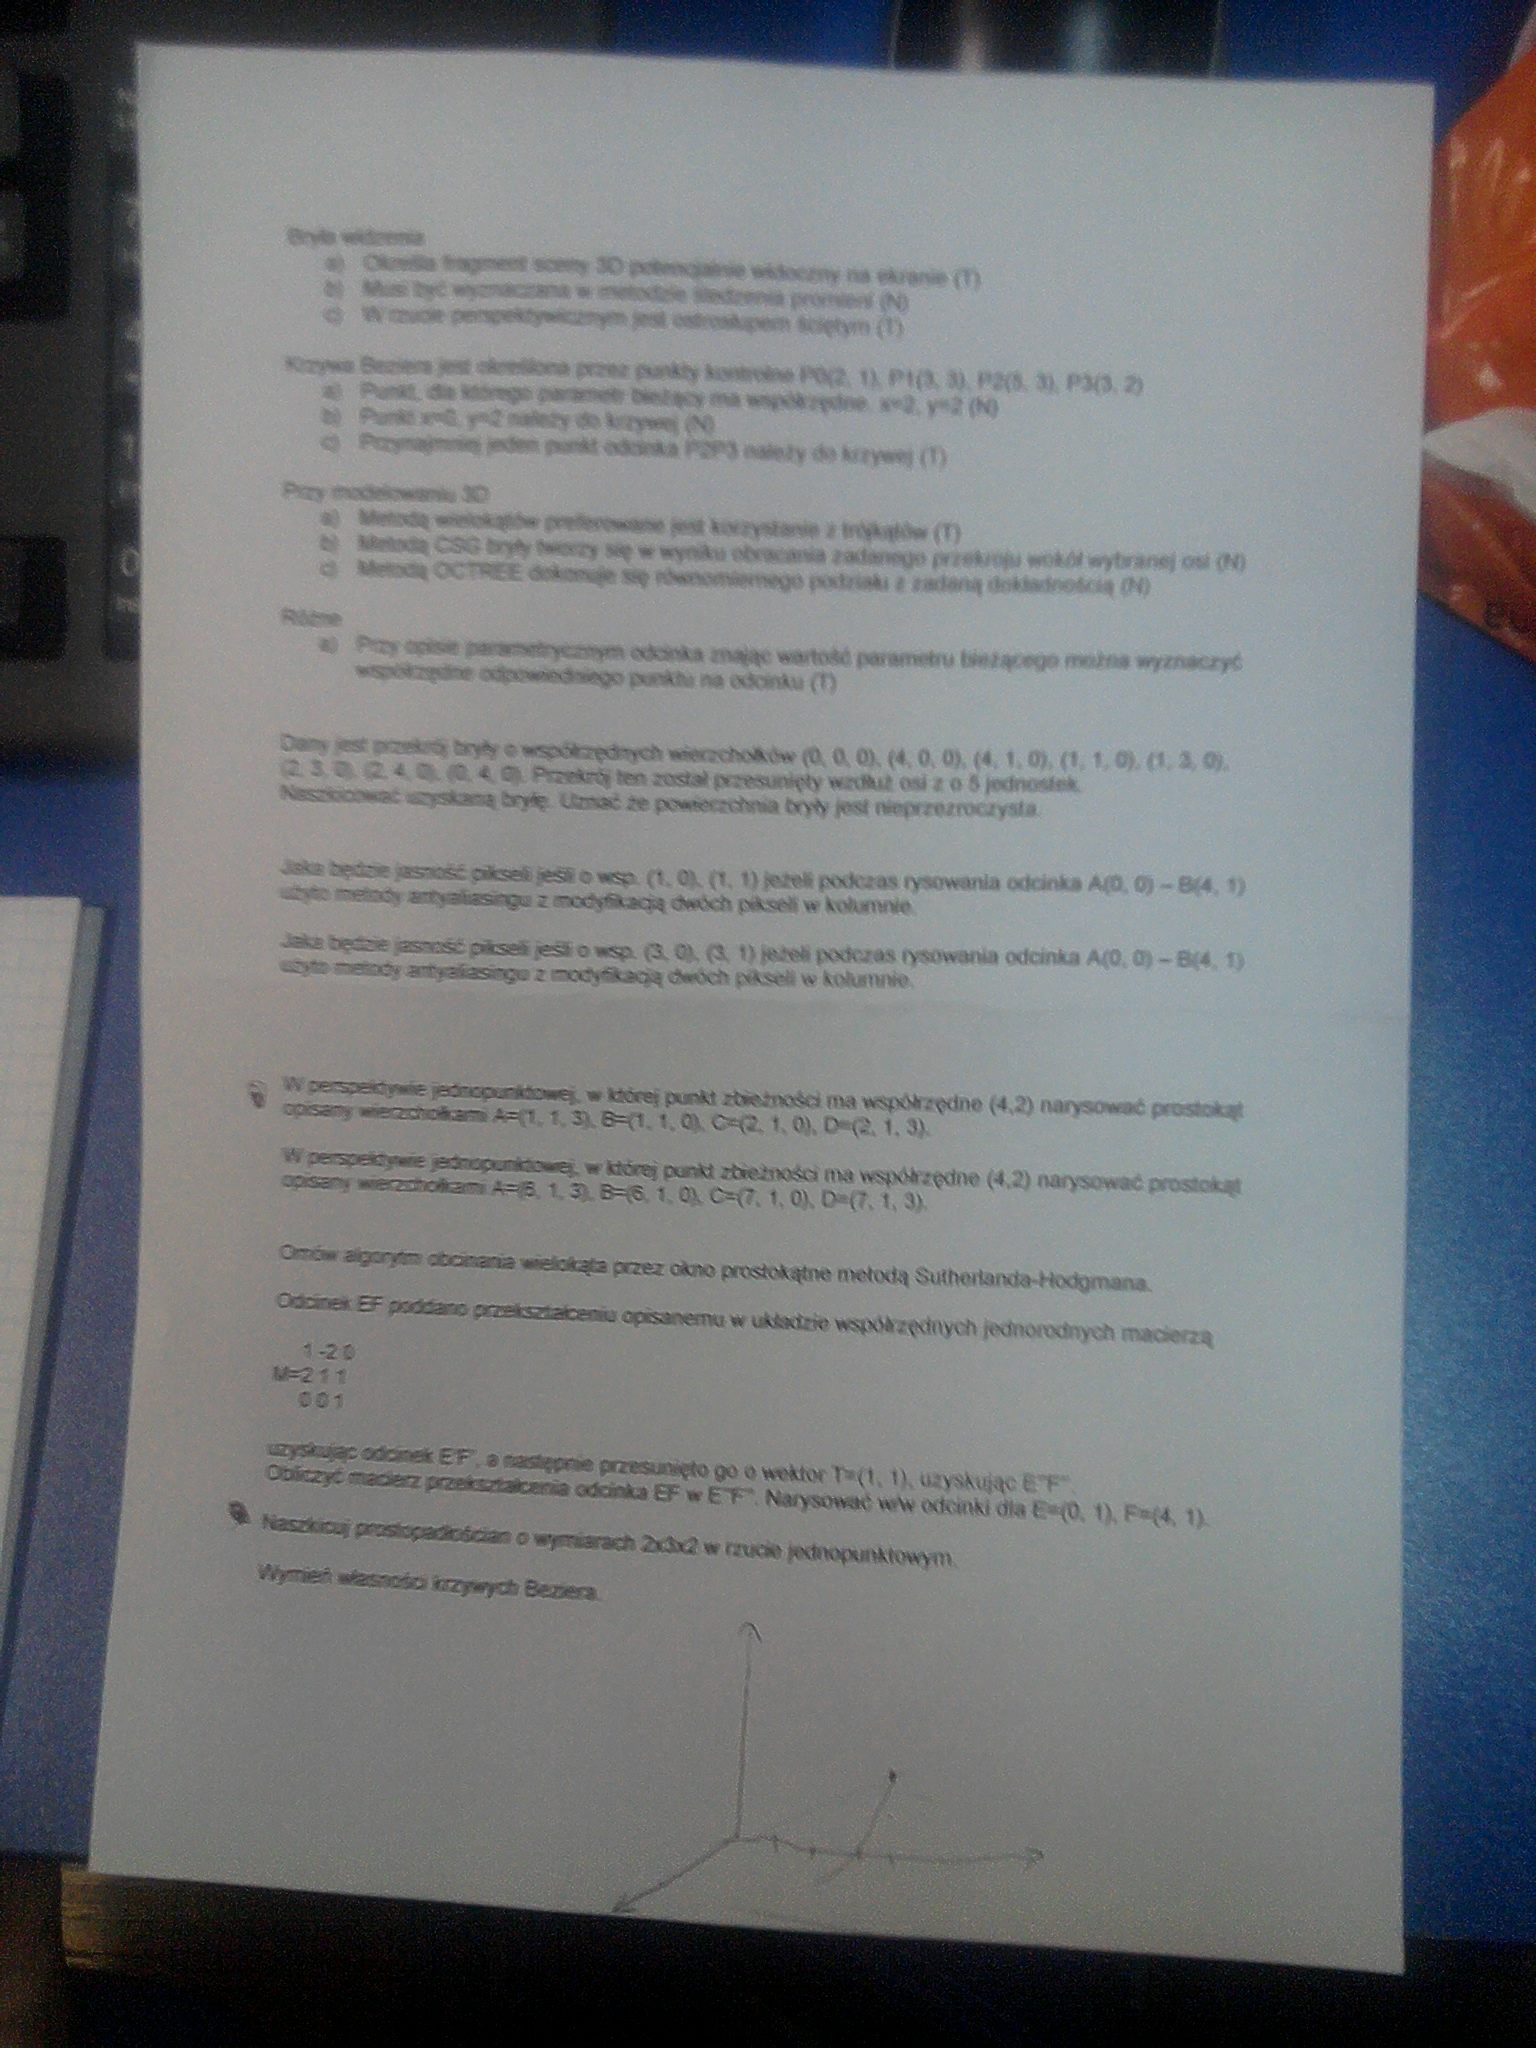 Bryła widzenia
a) Określa fragment sceny 3D potencjalnie widoczny na ekranie (T)
b) Musi być wyznaczana w metodzie śledzenia promieni (N)
c) W rzucie perspektywicznym jest ostrosłupem ściętym (T)
Krzywa Beziera jest określona przez punkty kontrolne P0(2, 1), P1(3, 3), P2(5, 3), P3(3, 2)
a) Punkt, dla którego parametr bieżący ma współrzędne x=2, y=2 (N)
b) Punkt y=2 należy do krzywej (N)
c) Przynajmniej jeden punkt odcinka P2P3 należy do krzywej (T)
Przy modelowaniu 3D
a) Metodą wielokątów preferowane jest korzystanie z trójkątów (T)
b) Metodą CSG bryły tworzy się w wyniku obracania zadanego przekroju wokół wybranej osi (N)
c) Metodą OCTREE dokonuje się równomiernego podziału z zadaną dokładnością (N)
Różne
a) Przy opisie parametrycznym odcinka znając wartość parametru bieżącego można wyznaczyć
współrzędne odpowiedniego punktu na odcinku (T)
Dany jest przekrój bryły o współrzędnych wierzchołków (0, 0, 0), (4, 0, 0), (4, 1, 0), (1, 1, 0), (1, 3, 0),
(2, 3, 0), (2, 4, 0), (0, 4, 0). Przekrój ten został przesunięty wzdłuż osi z o 5 jednostek.
Naszkicować uzyskaną bryłę. Uznać że powierzchnia bryły jest nieprzezroczysta.
Jaka będzie jasność pikseli jeśli o wsp. (1, 0), (1, 1) jeżeli podczas rysowania odcinka A(0, 0) – B(4, 1)
użyto metody antyaliasingu z modyfikacją dwóch pikseli w kolumnie.
Jaka będzie jasność pikseli jeśli o wsp. (3, 0), (3, 1) jeżeli podczas rysowania odcinka A(0, 0) – B(4, 1)
użyto metody antyaliasingu z modyfikacją dwóch pikseli w kolumnie.
W perspektywie jednopunktowej, w której punkt zbieżności ma współrzędne (4,2) narysować prostokąt
opisany wierzchołkami A=(1, 1, 3), B=(1, 1, 0), C=(2, 1, 0), D=(2, 1, 3).
W perspektywie jednopunktowej, w której punkt zbieżności ma współrzędne (4,2) narysować prostokąt
opisany wierzchołkami A=(6, 1, 3), B=(6, 1, 0), C=(7, 1, 0), D=(7, 1, 3).
Omów algorytm obcinania wielokąta przez okno prostokątne metodą Sutherlanda-Hodgmana.
Odcinek EF poddano przekształceniu opisanemu w układzie współrzędnych jednorodnych macierzą
1 -2 0
M=2 1 1
0 0 1
uzyskując odcinek E'F', a następnie przesunięto go o wektor T=(1, 1), uzyskując E"F".
Obliczyć macierz przekształcenia odcinka EF w E"F". Narysować w/w odcinki dla E=(0, 1), F=(4, 1).
Naszkicuj prostopadłościan o wymiarach 2x3x2 w rzucie jednopunktowym.
Wymień własności krzywych Beziera.